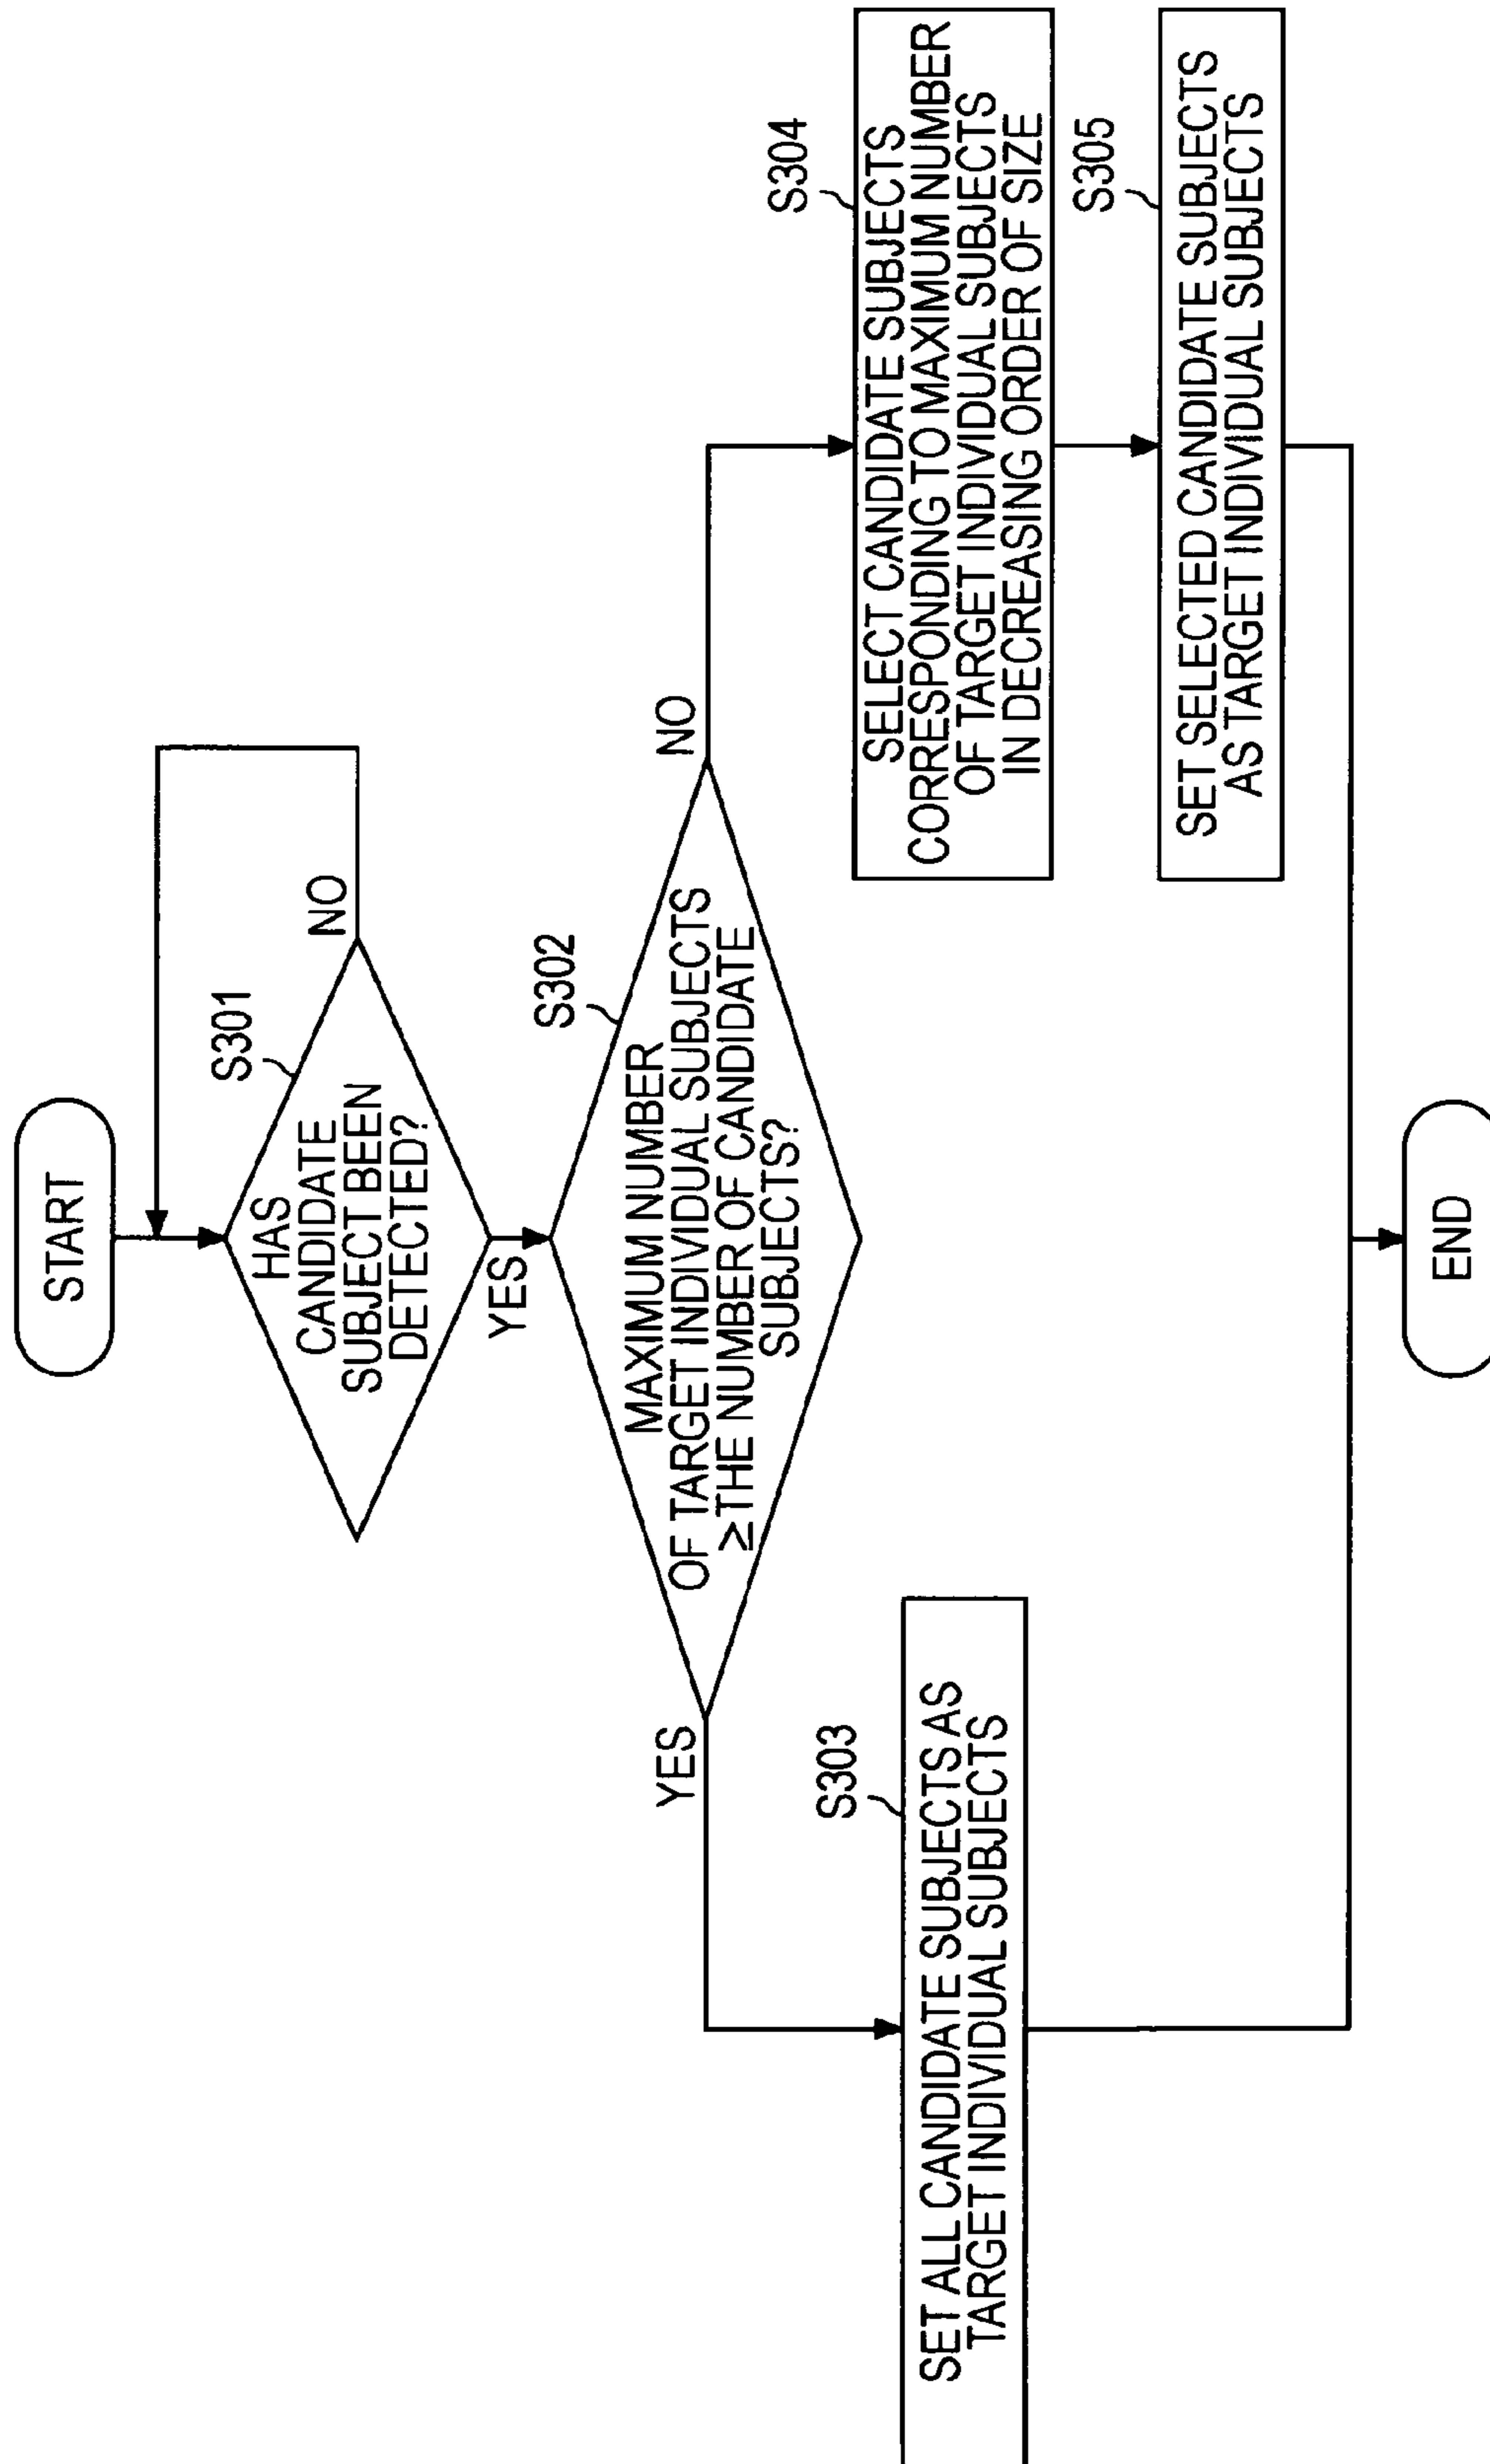 START
S301
HAS
CANDIDATE
SUBJECT BEEN
DETECTED?
NO
YES
S302
MAXIMUM NUMBER
OF TARGET INDIVIDUAL SUBJECTS
≥THE NUMBER OF CANDIDATE
SUBJECTS?
YES
NO
S303
SET ALL CANDIDATE SUBJECTS AS
TARGET INDIVIDUAL SUBJECTS
S304
SELECT CANDIDATE SUBJECTS
CORRESPONDING TO MAXIMUM NUMBER
OF TARGET INDIVIDUAL SUBJECTS
IN DECREASING ORDER OF SIZE
S305
SET SELECTED CANDIDATE SUBJECTS
AS TARGET INDIVIDUAL SUBJECTS
END